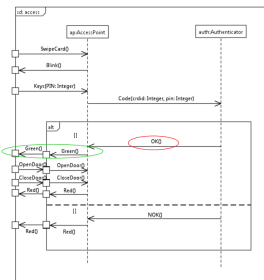 sd: access
ap:AccessPoint auth:Authenticator
SwipeCard()
Blink()
Keys(PIN: Integer)
Code(crdid: Integer, pin: Integer)
alt
[] OK()
Green() Green()
OpenDoor() OpenDoor()
CloseDoor() CloseDoor()
Red() Red()
[] NOK()
Red() Red()